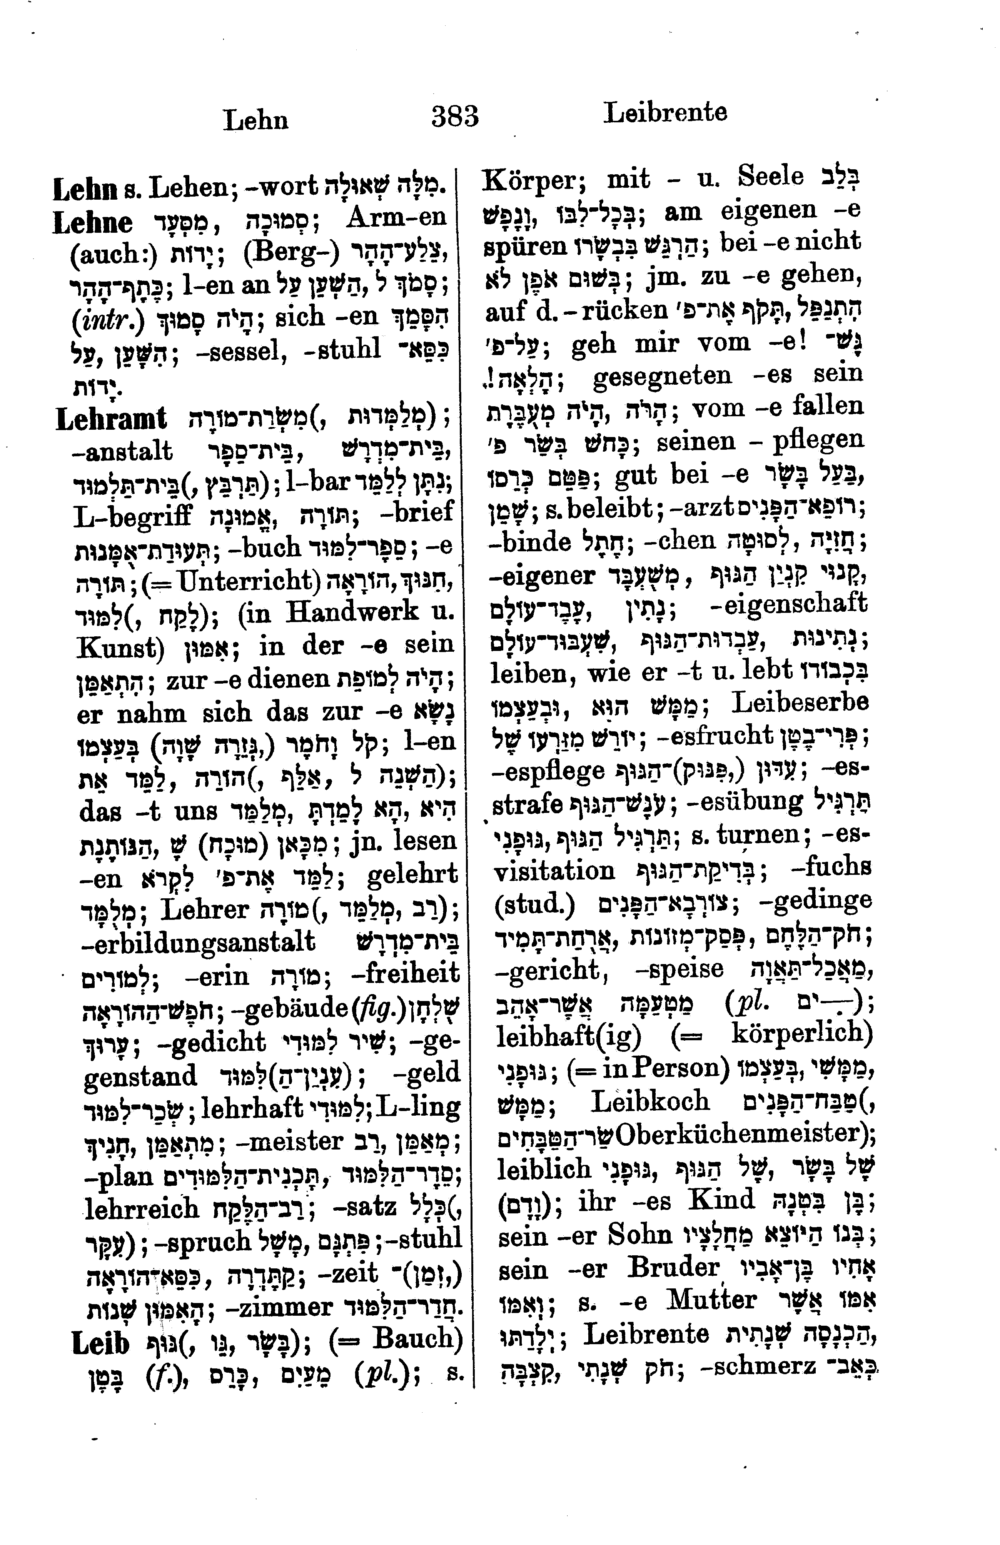 Lehn 383 Leibrente
Lehn s. Lehen; -wort מִלָּה שְׁאוּלָה.
Lehne מִסְעָד, סְמוּכָה; Arm-en
(auch:) יָדוֹת; (Berg-) צֶלַע־הָהָר,
כֶּתֶף־הָהָר; l-en an סָמֹךְ ל, הַשְׁעֵן עַל;
(intr.) הָיֹה סָמוּךְ; sich -en הִסָּמֵךְ
עַל, הִשָּׁעֵן; -sessel, -stuhl כִּסֵּא־
יָדוֹת.
Lehramt מִשְׂרַת־מוֹרָה (, מְלַמְּדוּת);
-anstalt בֵּית־סֵפֶר, בֵּית־מִדְרָשׁ,
בֵּית־תַּלְמוּד (, תַּרְבֵּץ); l-bar נִתָּן לְלַמֵּד;
L-begriff אֱמוּנָה, תּוֹרָה; -brief
תְּעוּדַת־אֻמָּנוּת; -buch סֵפֶר־לִמּוּד; -e
תּוֹרָה; (= Unterricht) הוֹרָאָה, חִנּוּךְ,
לִמּוּד (, לֶקַח); (in Handwerk u.
Kunst) אִמּוּן; in der -e sein
הִתְאַמֵּן; zur -e dienen הָיֹה לְמוֹפֵת;
er nahm sich das zur -e נָשָׂא
קַל וָחֹמֶר (, גְּזֵרָה שָׁוָה) בְּעַצְמוֹ; l-en
לַמֵּד אֶת, אַלֵּף, הוֹרֵה (, הַשְׁנֵה ל);
das -t uns הִיא, הָא לָמַדְתָּ, מְלַמֵּד
שֶׁ (מוּכָח) מִכָּאן, הַנּוֹתֶנֶת; jn. lesen
-en לַמֵּד אֶת־פ' לִקְרֹא; gelehrt
מְלֻמָּד; Lehrer מוֹרֶה (, מְלַמֵּד, רַב);
-erbildungsanstalt בֵּית־מִדְרָשׁ
לְמוֹרִים; -erin מוֹרָה; -freiheit
חֹפֶשׁ־הַהוֹרָאָה; -gebäude (fig.) שֻׁלְחָן
עָרוּךְ; -gedicht שִׁיר לִמּוּדִי; -ge-
genstand לִמּוּד (עִנְיַן־הַ); -geld
שְׂכַר־לִמּוּד; lehrhaft לִמּוּדִי; L-ling
חָנִיךְ, מִתְאַמֵּן; -meister רַב, מְאַמֵּן;
-plan תָּכְנִית־הַלִּמּוּדִים, סֵדֶר־הַלִּמּוּד;
lehrreich רַב־הַלֶּקַח; -satz כְּלָל (,
עִקָּר); -spruch מָשָׁל, פִּתְגָּם; -stuhl
כִּסֵּא־הוֹרָאָה, קָתֶדְרָה; -zeit (זְמַן,)־
שְׁנוֹת הָאִמּוּן; -zimmer חֲדַר־הַלִּמּוּד.
Leib גּוּף (, גֵּו, בָּשָׂר); (= Bauch)
בֶּטֶן (f.), כָּרֵס, מֵעַיִם (pl.); s.
Körper; mit - u. Seele בְּלֵב
וָנֶפֶשׁ, בְּכָל־לִבּוֹ; am eigenen -e
spüren הַרְגֵּשׁ בִּבְשָׂרוֹ; bei -e nicht
בְּשׁוּם אֹפֶן לֹא; jm. zu -e gehen,
auf d. - rücken הִתְנַפֵּל, תָּקֹף אֶת־פ'
עַל־פ'; geh mir vom -e! גֶּשׁ־
הָלְאָה!; gesegneten -es sein
הָיֹה מְעֻבֶּרֶת, הָרֹה; vom -e fallen
כָּחֹשׁ בְּשַׂר פ'; seinen - pflegen
פַּטֵּם כְּרֵסוֹ; gut bei -e בַּעַל בָּשָׂר,
שָׁמֵן; s. beleibt; -arzt רוֹפֵא־הַפָּנִים;
-binde חֲתָל; -chen חֲזִיָּה, לְסוּטָה;
-eigener מְשֻׁעְבָּד, קְנוּי קִנְיַן הַגּוּף,
נָתִין, עֶבֶד־עוֹלָם; -eigenschaft
נְתִינוּת, עַבְדוּת־הַגּוּף, שִׁעְבּוּד־עוֹלָם
leiben, wie er -t u. lebt בִּכְבוֹדוֹ
וּבְעַצְמוֹ, מַמָּשׁ הוּא; Leibeserbe
יוֹרֵשׁ מִזַּרְעוֹ שֶׁל; -esfrucht פְּרִי־בֶטֶן;
-espflege עִדּוּן (, פִּנּוּק)־הַגּוּף; -es-
strafe עֹנֶשׁ־הַגּוּף; -esübung תַּרְגִּיל
גּוּפָנִי, תַּרְגִּיל הַגּוּף; s. turnen; -es-
visitation בְּדִיקַת־הַגּוּף; -fuchs
(stud.) צוּרְבָא־הַפָּנִים; -gedinge
חֹק־הַלֶּחֶם, פְּסַק־מְזוֹנוֹת, אֲרֻחַת־תָּמִיד;
-gericht, -speise מַאֲכַל־תַּאֲוָה,
מַטְעַמָּה אֲשֶׁר־אָהֵב (pl. ־ִים);
leibhaft(ig) (= körperlich)
גּוּפָנִי; (= in Person) מַמָּשִׁי, בְּעַצְמוֹ,
מַמָּשׁ; Leibkoch טַבַּח־הַפָּנִים (,
שַׂר־הַטַּבָּחִים Oberküchenmeister);
leiblich גּוּפָנִי, שֶׁל הַגּוּף, שֶׁל בָּשָׂר
(וָדָם); ihr -es Kind בֶּן בִּטְנָהּ;
sein -er Sohn בְּנוֹ הַיּוֹצֵא מֵחֲלָצָיו;
sein -er Bruder אָחִיו בֶּן־אָבִיו
וְאִמּוֹ; s. -e Mutter אִמּוֹ אֲשֶׁר
יְלָדַתּוּ; Leibrente הַכְנָסָה שְׁנָתִית,
קִצְבָּה, חֹק שְׁנָתִי; -schmerz כְּאֵב־